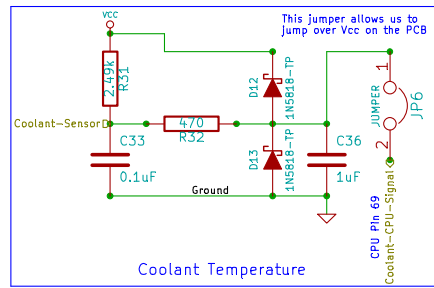 vcc
This jumper allows us to
jump over Vcc on the PCB
2.49k
R31
D12
1N5818-TP
1
JUMPER
JP6
2
Coolant-Sensor
470
R32
C33
0.1uF
D13
1N5818-TP
C36
1uF
Ground
CPU Pin 69
Coolant-CPU-Signal
Coolant Temperature